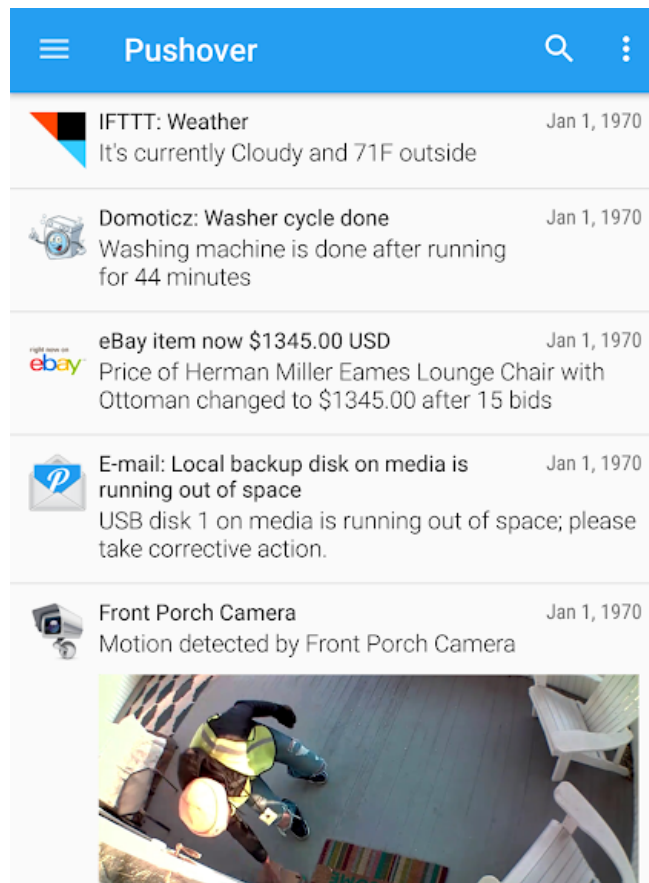 Pushover
IFTTT: Weather Jan 1, 1970
It's currently Cloudy and 71F outside
Domoticz: Washer cycle done Jan 1, 1970
Washing machine is done after running
for 44 minutes
right now on
ebay
eBay item now $1345.00 USD Jan 1, 1970
Price of Herman Miller Eames Lounge Chair with
Ottoman changed to $1345.00 after 15 bids
P
E-mail: Local backup disk on media is Jan 1, 1970
running out of space
USB disk 1 on media is running out of space; please
take corrective action.
Front Porch Camera Jan 1, 1970
Motion detected by Front Porch Camera